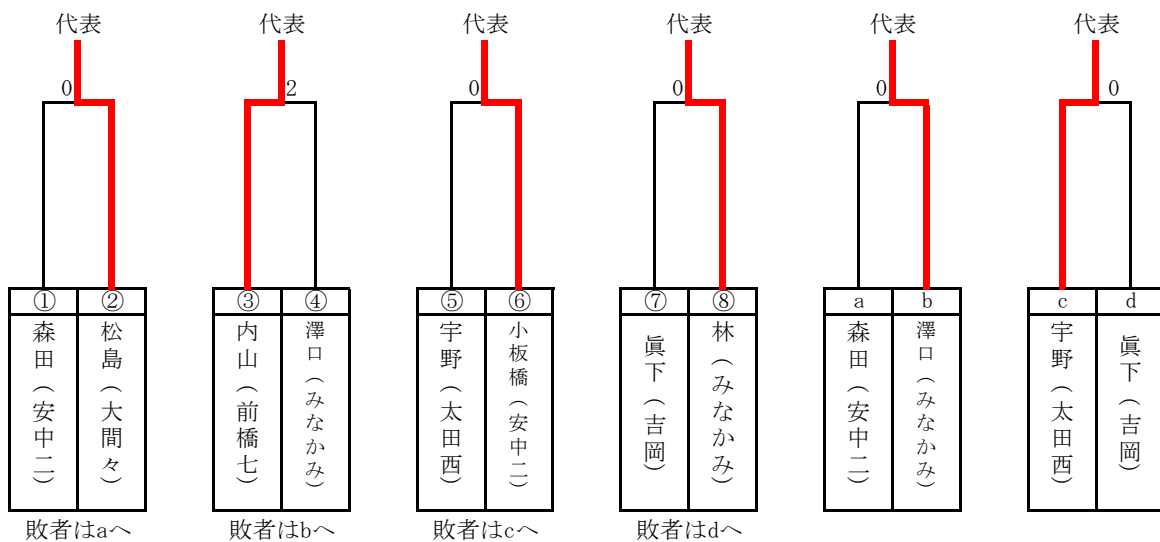 代表 代表 代表 代表 代表 代表
0 2 0 0 0 0
① ② ③ ④ ⑤ ⑥ ⑦ ⑧ a b c d
森田（安中二）
松島（大間々）
内山（前橋七）
澤口（みなかみ）
宇野（太田西）
小板橋（安中二）
眞下（吉岡）
林（みなかみ）
森田（安中二）
澤口（みなかみ）
宇野（太田西）
眞下（吉岡）
敗者はaへ 敗者はbへ 敗者はcへ 敗者はdへ